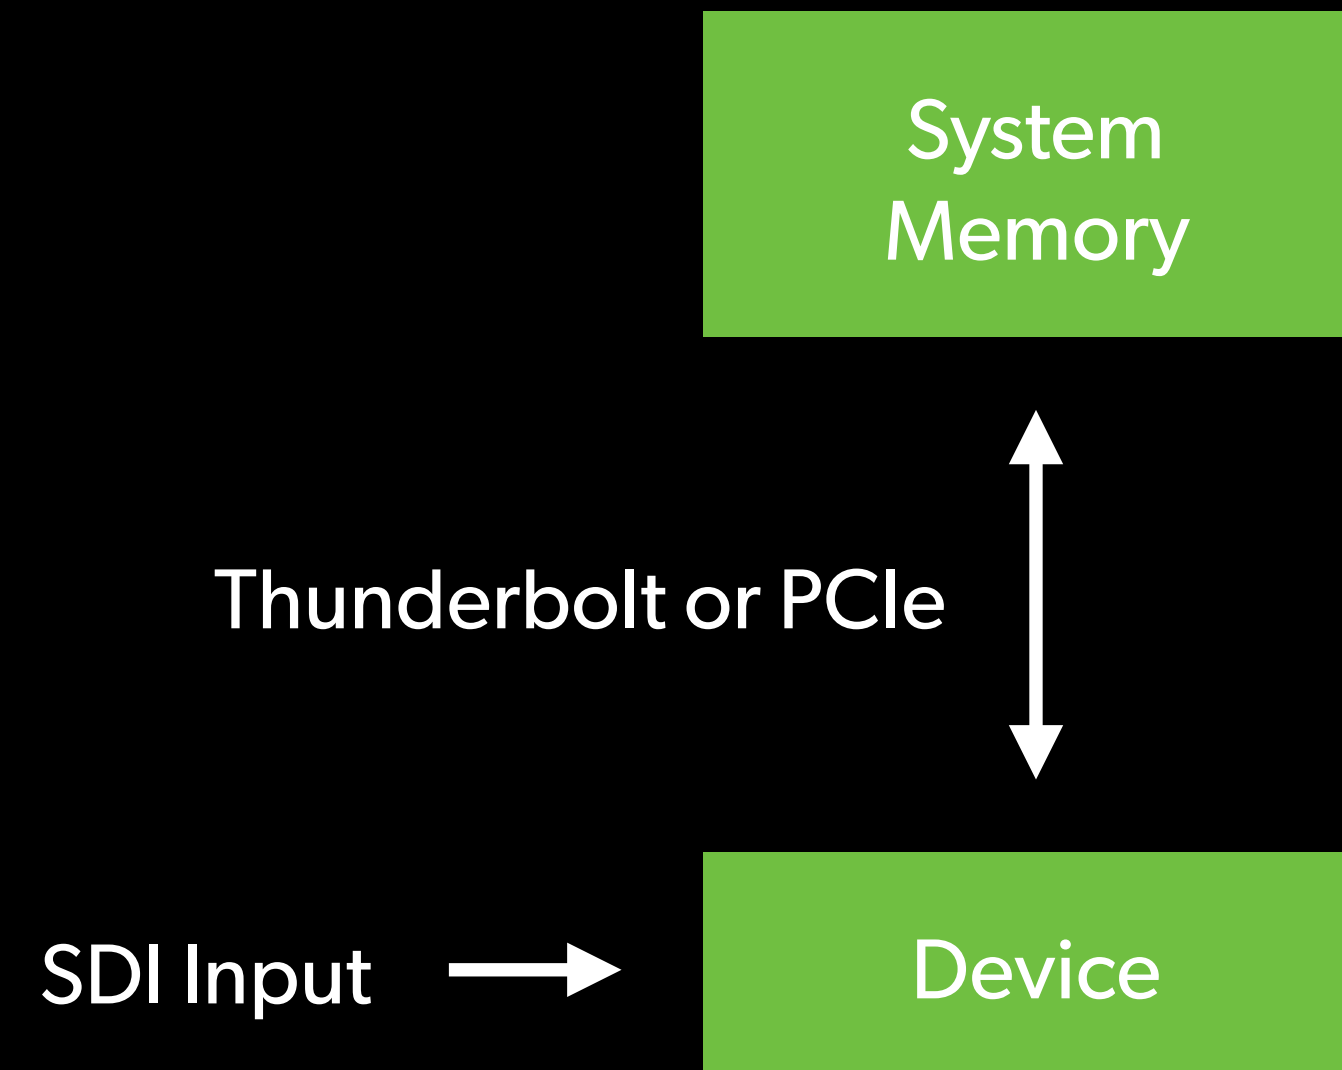 System
Memory
Thunderbolt or PCIe
SDI Input
Device